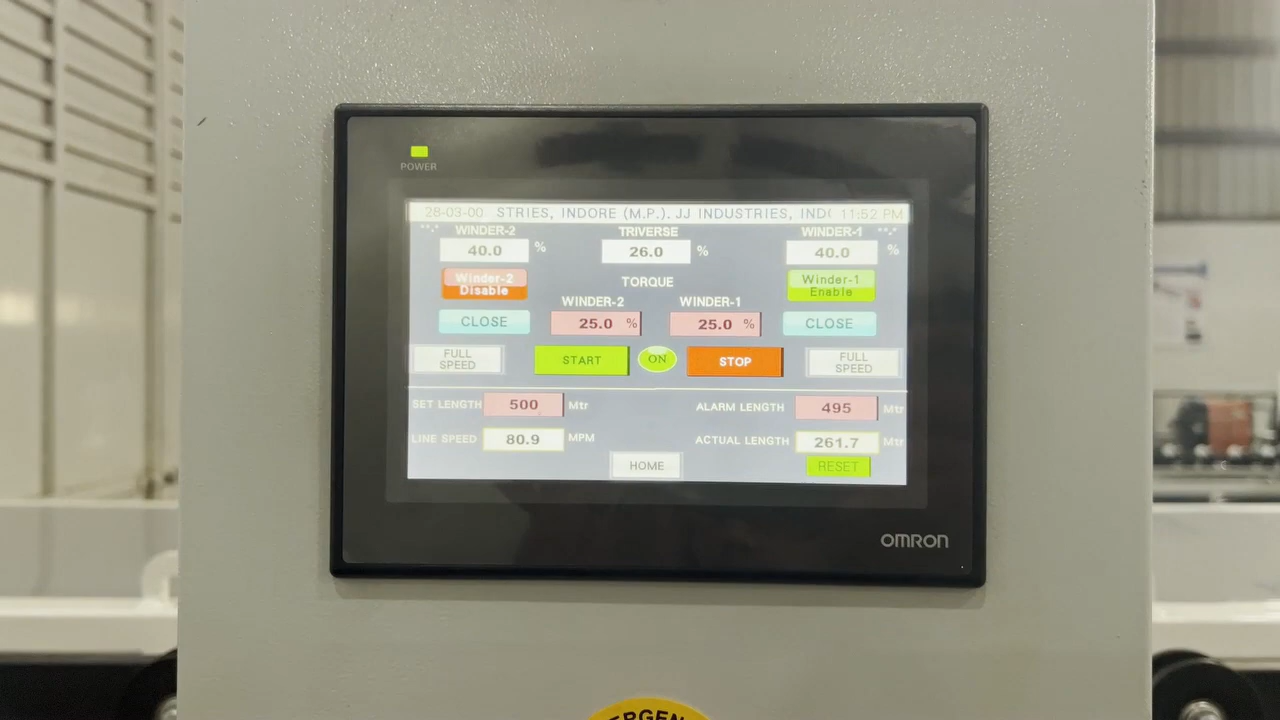 POWER
28-03-00 STRIES, INDORE (M.P.). JJ INDUSTRIES, IND 11:52 PM
WINDER-2 TRIVERSE WINDER-1
40.0 % 26.0 % 40.0 %
Winder-2 Disable TORQUE Winder-1 Enable
WINDER-2 WINDER-1
CLOSE 25.0 % 25.0 % CLOSE
FULL SPEED START ON STOP FULL SPEED
SET LENGTH 500 Mtr ALARM LENGTH 495 Mtr
LINE SPEED 80.9 MPM ACTUAL LENGTH 261.7 Mtr
HOME RESET
OMRON